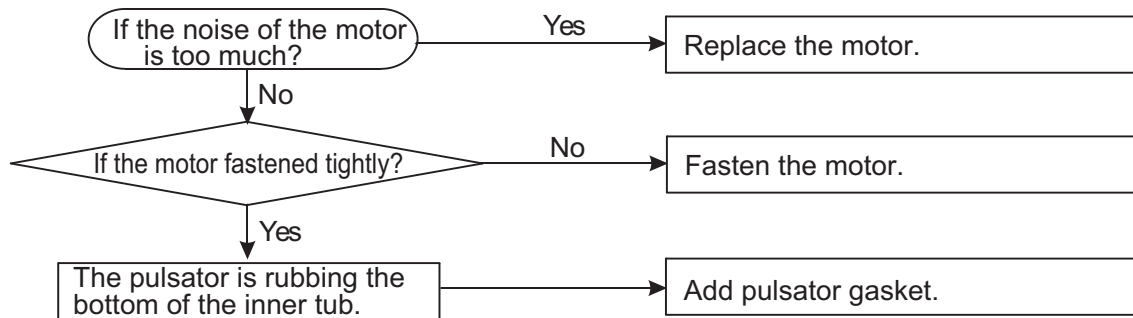 If the noise of the motor
is too much?
Yes
Replace the motor.
No
If the motor fastened tightly?
No
Fasten the motor.
Yes
The pulsator is rubbing the
bottom of the inner tub.
Add pulsator gasket.